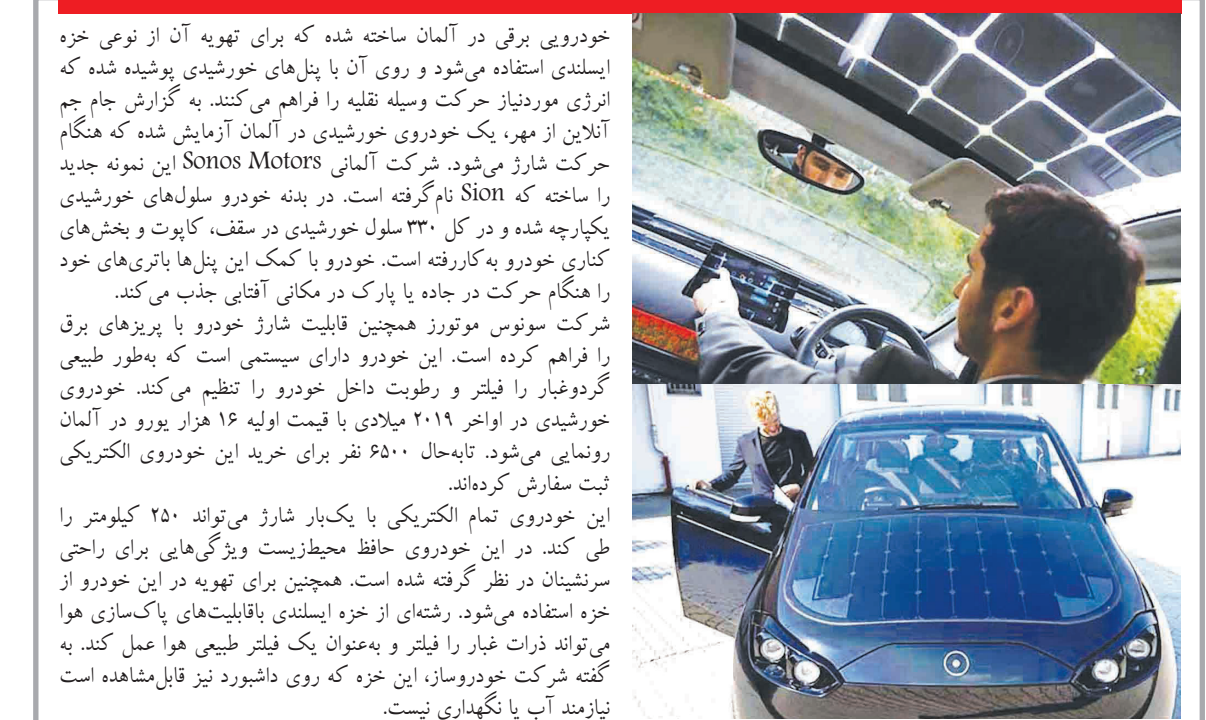 خودرویی برقی در آلمان ساخته شده که برای تهویه آن از نوعی خزه
ایسلندی استفاده می‌شود و روی آن با پنل‌های خورشیدی پوشیده شده که
انرژی موردنیاز حرکت وسیله نقلیه را فراهم می‌کنند. به گزارش جام جم
آنلاین از مهر، یک خودروی خورشیدی در آلمان آزمایش شده که هنگام
حرکت شارژ می‌شود. شرکت آلمانی Sonos Motors این نمونه جدید
را ساخته که Sion نام‌گرفته است. در بدنه خودرو سلول‌های خورشیدی
یکپارچه شده و در کل ۳۳۰ سلول خورشیدی در سقف، کاپوت و بخش‌های
کناری خودرو به‌کاررفته است. خودرو با کمک این پنل‌ها باتری‌های خود
را هنگام حرکت در جاده یا پارک در مکانی آفتابی جذب می‌کند.
شرکت سونوس موتورز همچنین قابلیت شارژ خودرو با پریزهای برق
را فراهم کرده است. این خودرو دارای سیستمی است که به‌طور طبیعی
گردوغبار را فیلتر و رطوبت داخل خودرو را تنظیم می‌کند. خودروی
خورشیدی در اواخر ۲۰۱۹ میلادی با قیمت اولیه ۱۶ هزار یورو در آلمان
رونمایی می‌شود. تابه‌حال ۶۵۰۰ نفر برای خرید این خودروی الکتریکی
ثبت سفارش کرده‌اند.
این خودروی تمام الکتریکی با یک‌بار شارژ می‌تواند ۲۵۰ کیلومتر را
طی کند. در این خودروی حافظ محیط‌زیست ویژگی‌هایی برای راحتی
سرنشینان در نظر گرفته شده است. همچنین برای تهویه در این خودرو از
خزه استفاده می‌شود. رشته‌ای از خزه ایسلندی باقابلیت‌های پاک‌سازی هوا
می‌تواند ذرات غبار را فیلتر و به‌عنوان یک فیلتر طبیعی هوا عمل کند. به
گفته شرکت خودروساز، این خزه که روی داشبورد نیز قابل‌مشاهده است
نیازمند آب یا نگهداری نیست.